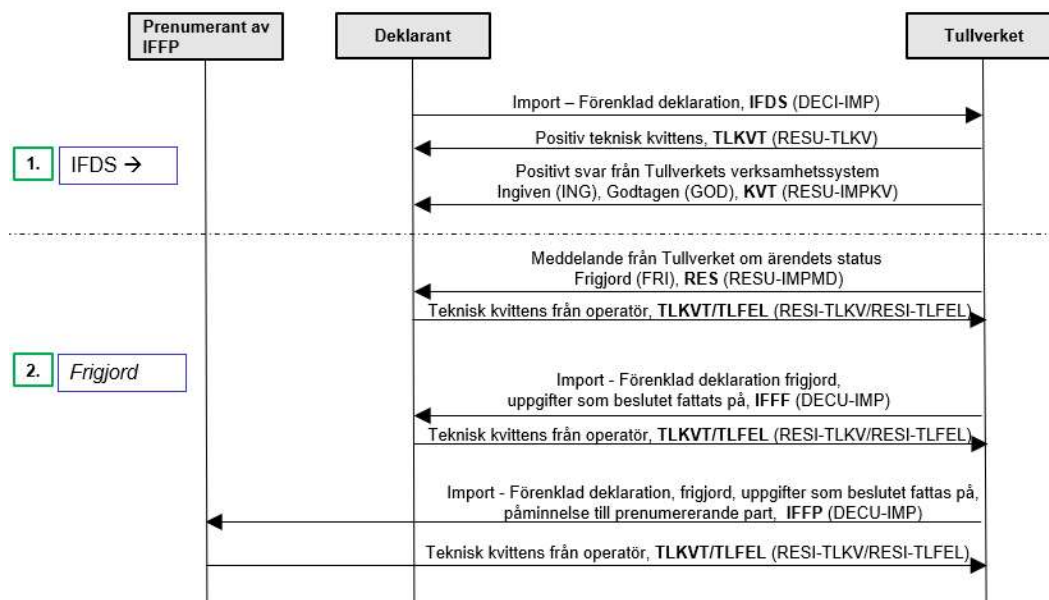 Prenumerant av
IFFP
Deklarant
Tullverket
Import – Förenklad deklaration, IFDS (DECI-IMP)
Positiv teknisk kvittens, TLKVT (RESU-TLKV)
1.
IFDS →
Positivt svar från Tullverkets verksamhetssystem
Ingiven (ING), Godtagen (GOD), KVT (RESU-IMPKV)
Meddelande från Tullverket om ärendets status
Frigjord (FRI), RES (RESU-IMPMD)
Teknisk kvittens från operatör, TLKVT/TLFEL (RESI-TLKV/RESI-TLFEL)
2.
Frigjord
Import - Förenklad deklaration frigjord,
uppgifter som beslutet fattats på, IFFF (DECU-IMP)
Teknisk kvittens från operatör, TLKVT/TLFEL (RESI-TLKV/RESI-TLFEL)
Import - Förenklad deklaration, frigjord, uppgifter som beslutet fattas på,
påminnelse till prenumererande part, IFFP (DECU-IMP)
Teknisk kvittens från operatör, TLKVT/TLFEL (RESI-TLKV/RESI-TLFEL)